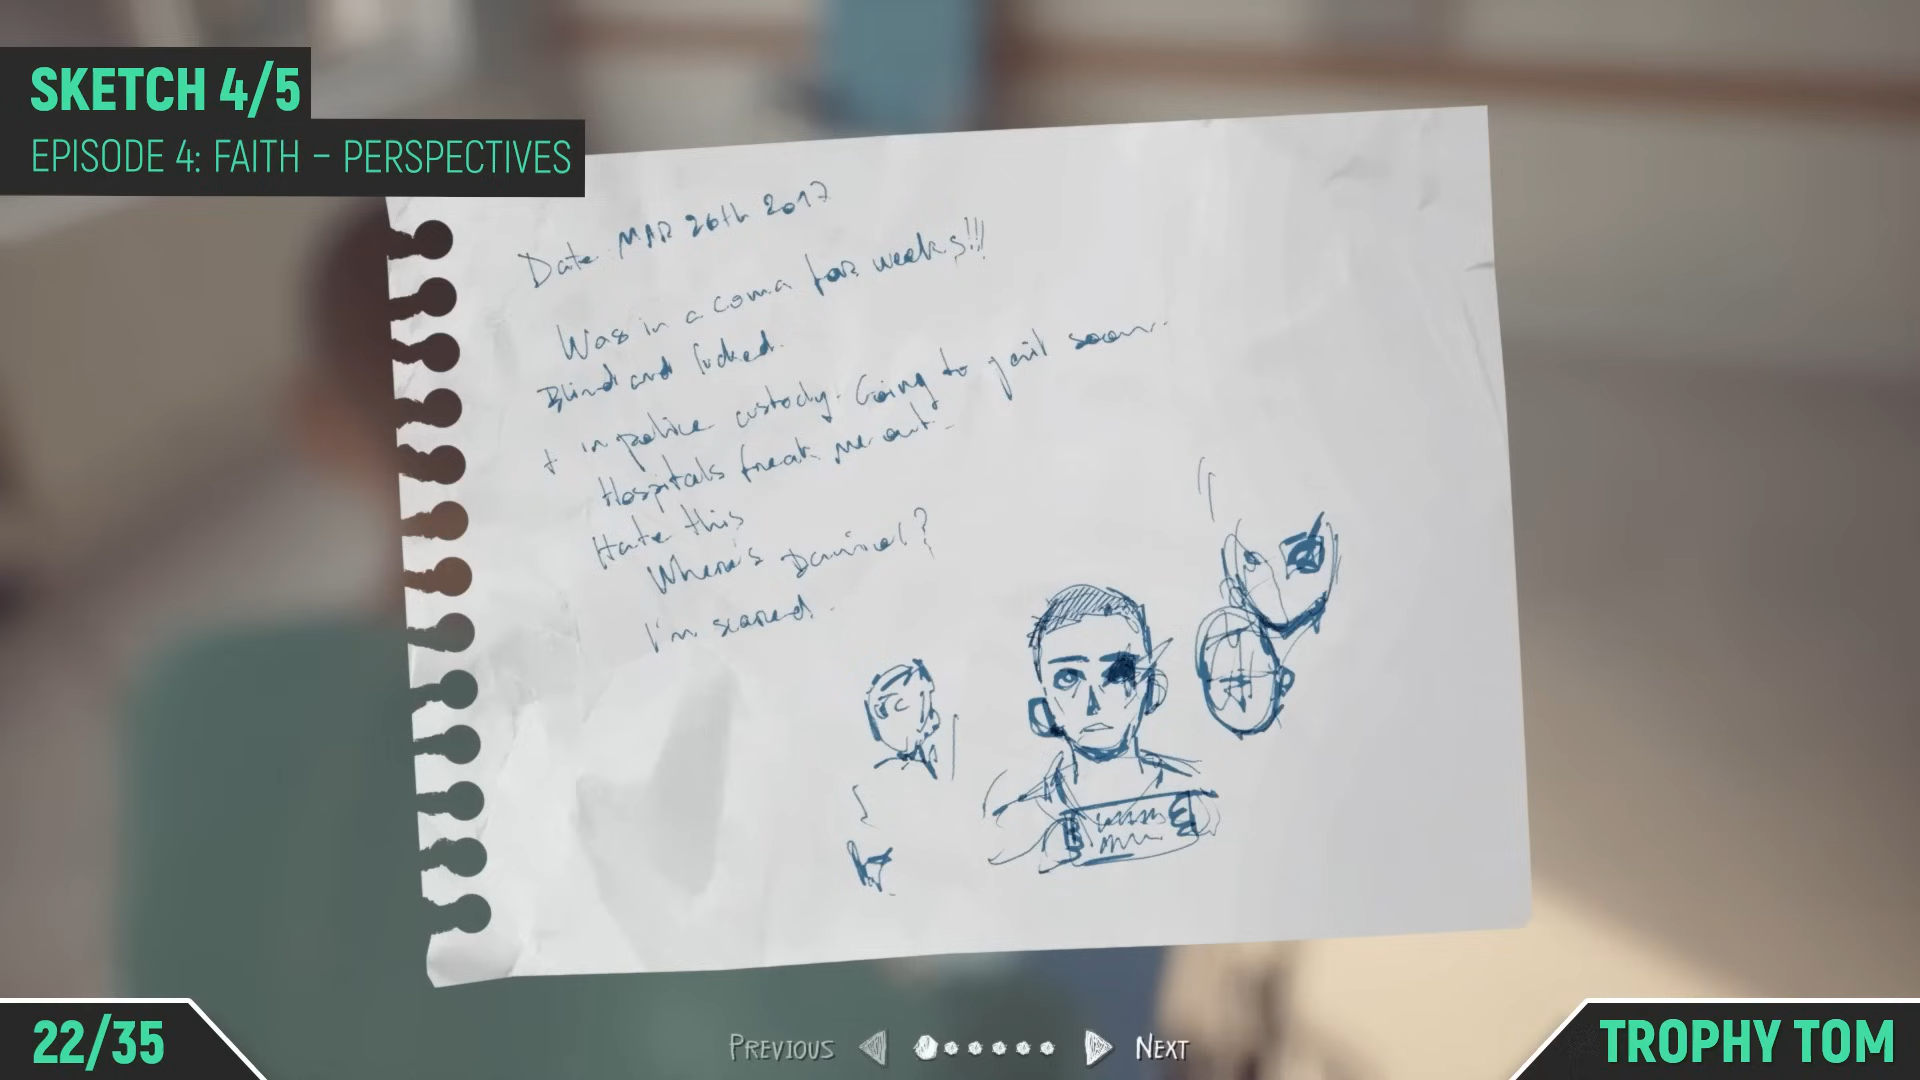 SKETCH 4/5
EPISODE 4: FAITH – PERSPECTIVES
Date MAR 26th 2017
Was in a coma for weeks!!!
Blind and fucked.
+ in police custody. Going to jail soon.
Hospitals freak me out.
Hate this
Where's Daniel?
I'm scared.
22/35
PREVIOUS
NEXT
TROPHY TOM